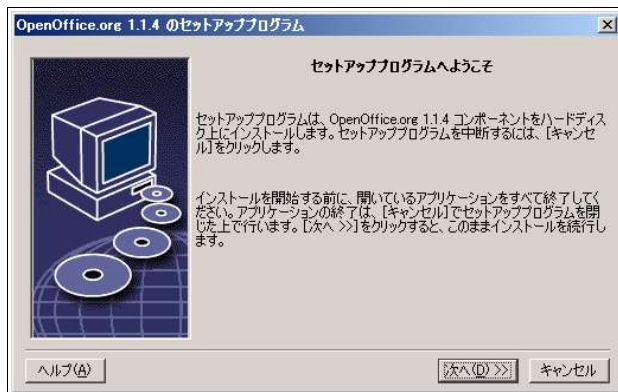 OpenOffice.org 1.1.4 のセットアッププログラム
セットアッププログラムへようこそ
セットアッププログラムは、OpenOffice.org 1.1.4 コンポーネントをハードディス
ク上にインストールします。セットアッププログラムを中断するには、[キャンセ
ル]をクリックします。
インストールを開始する前に、開いているアプリケーションをすべて終了してく
ださい。アプリケーションの終了は、[キャンセル]でセットアッププログラムを閉
じた上で行います。[次へ >>]をクリックすると、このままインストールを続行し
ます。
ヘルプ(A)
次へ(D) >>
キャンセル